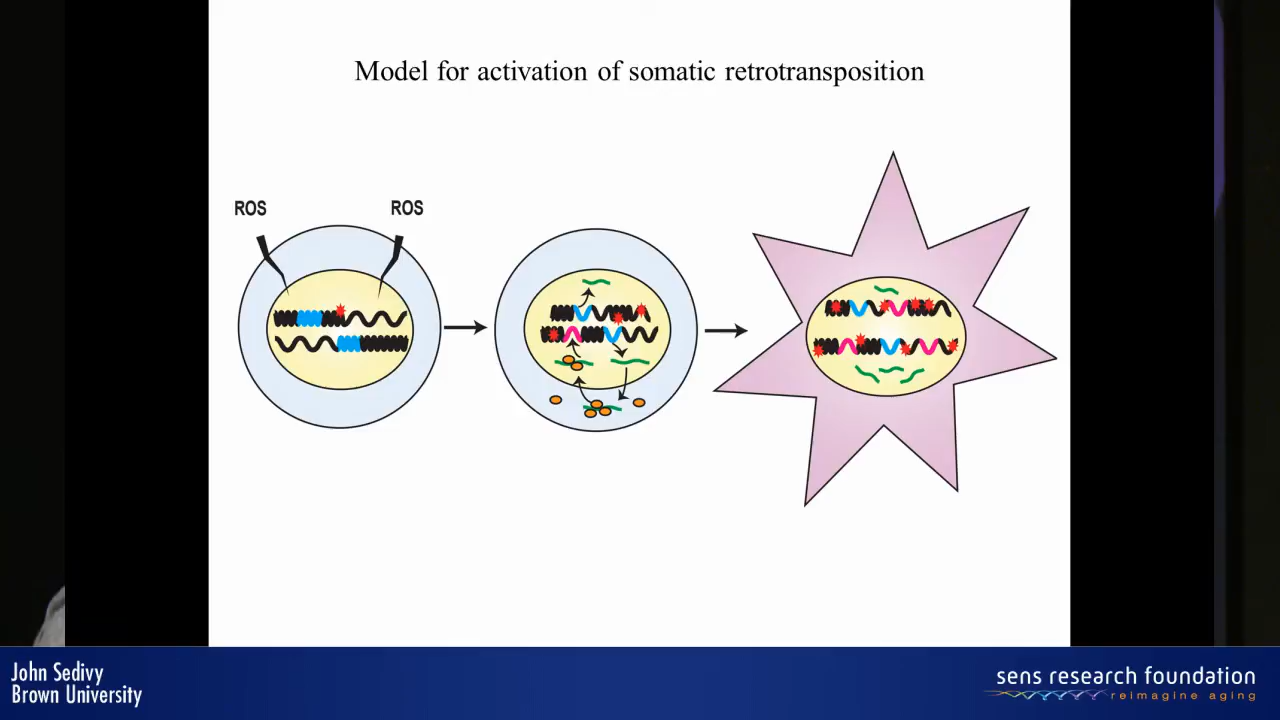 Model for activation of somatic retrotransposition
ROS
ROS
John Sedivy
Brown University
sens research foundation
reimagine aging